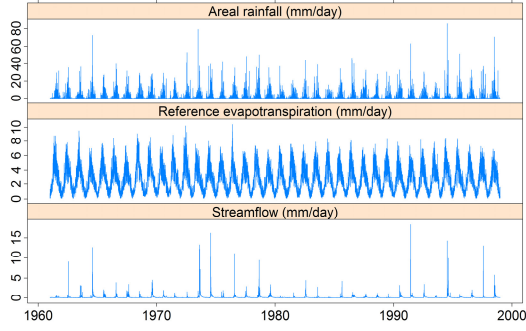 Areal rainfall (mm/day)
0 20 40 60 80
Reference evapotranspiration (mm/day)
0 2 4 6 8 10
Streamflow (mm/day)
0 5 10 15
1960 1970 1980 1990 2000